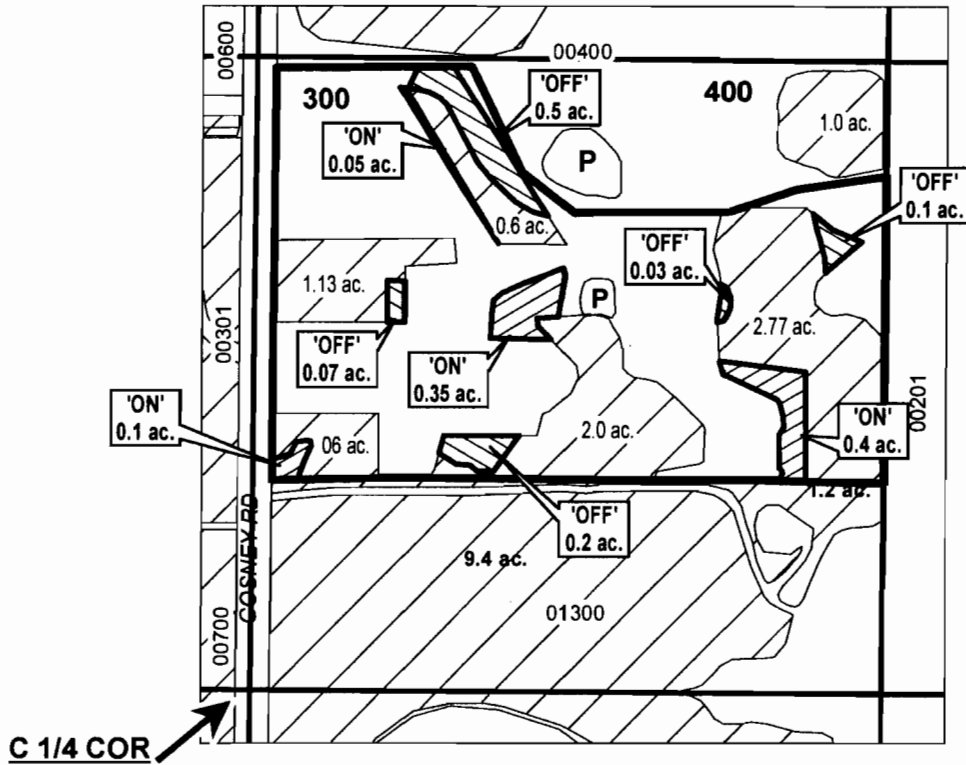 00600
00400
300
400
'OFF'
0.5 ac.
1.0 ac.
'ON'
0.05 ac.
P
'OFF'
0.1 ac.
0.6 ac.
'OFF'
0.03 ac.
1.13 ac.
P
00301
2.77 ac.
'OFF'
0.07 ac.
'ON'
0.35 ac.
00201
'ON'
0.1 ac.
06 ac.
2.0 ac.
'ON'
0.4 ac.
1.2 ac.
'OFF'
0.2 ac.
COSNEY RD
9.4 ac.
01300
00700
C 1/4 COR